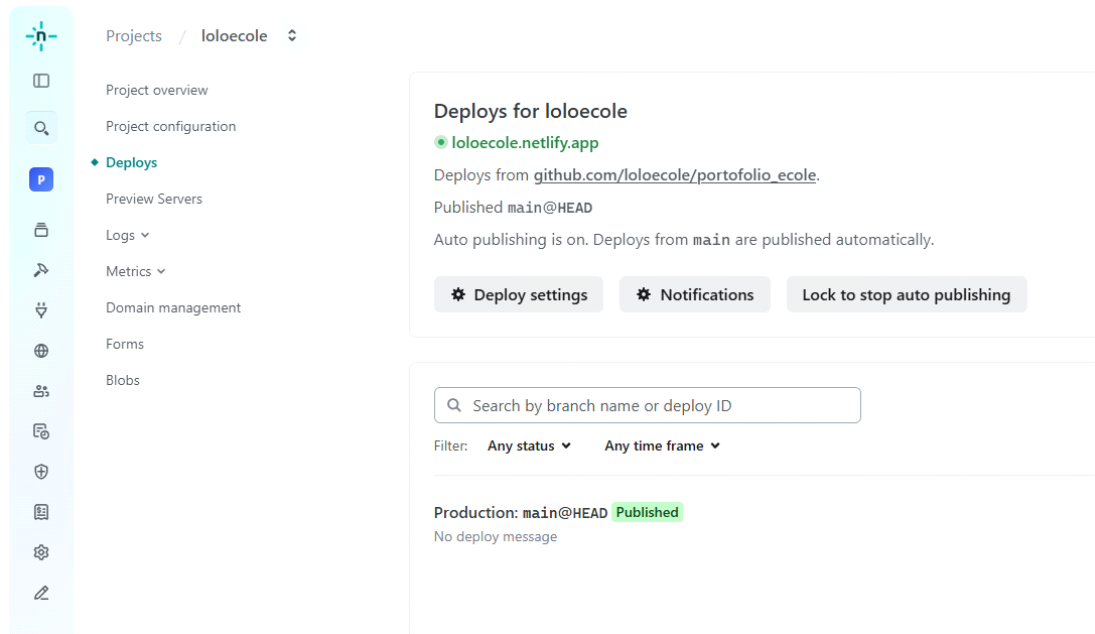 n
Projects / loloecole
P
Project overview
Project configuration
Deploys
Preview Servers
Logs
Metrics
Domain management
Forms
Blobs
Deploys for loloecole
loloecole.netlify.app
Deploys from github.com/loloecole/portofolio_ecole.
Published main@HEAD
Auto publishing is on. Deploys from main are published automatically.
Deploy settings Notifications Lock to stop auto publishing
Search by branch name or deploy ID
Filter: Any status Any time frame
Production: main@HEAD Published
No deploy message